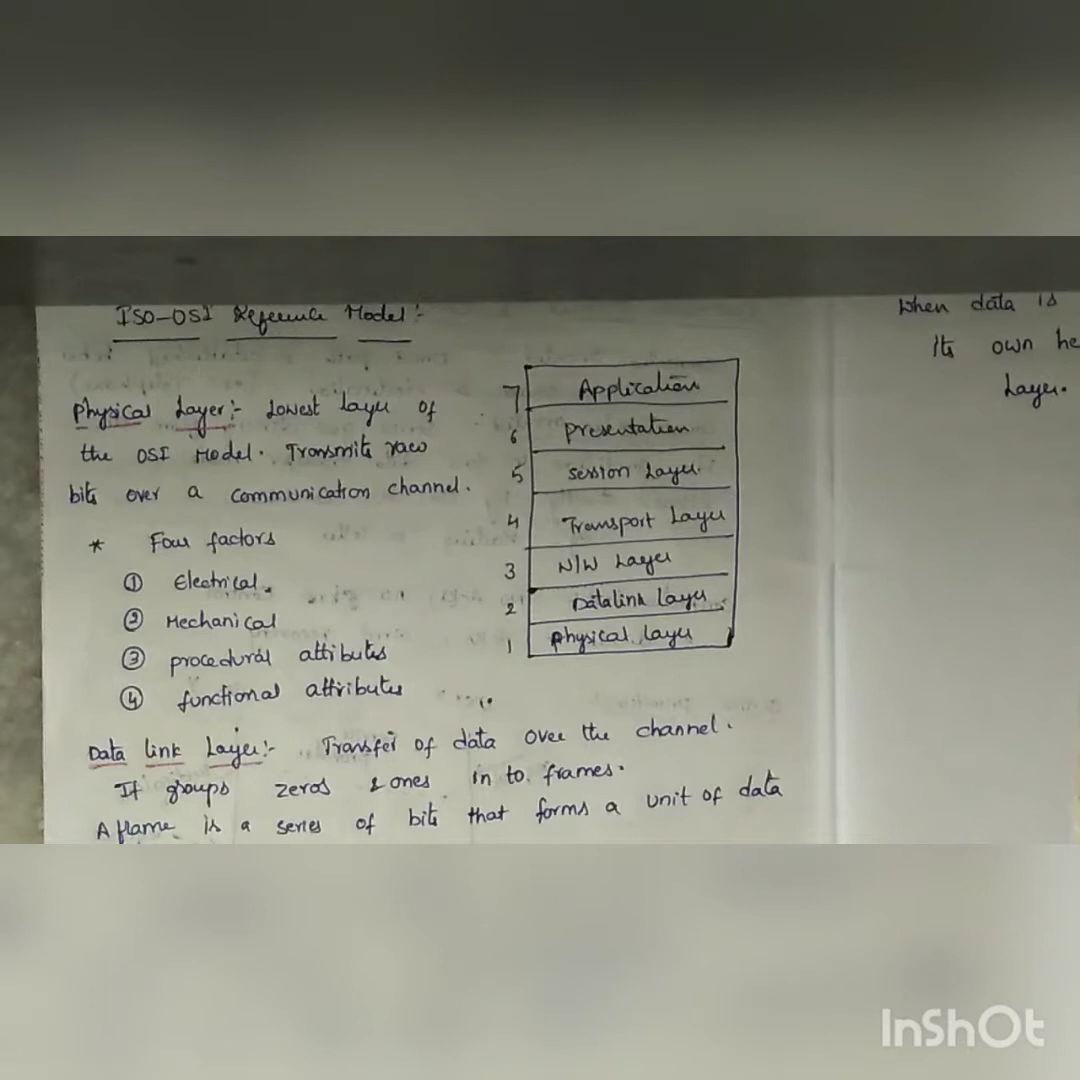 ISO-OSI Reference Model:-
Physical Layer:- Lowest layer of
the OSI Model. Transmits raw
bits over a communication channel.
* Four factors
① Electrical.
② Mechanical
③ procedural attibutes
④ functional attributes
7 Application
6 presentation
5 session Layer
4 Transport Layer
3 N/W Layer
2 Datalink layer
1 physical layer
Data link Layer:- Transfer of data over the channel.
It groups zeros & ones in to frames.
A frame is a series of bits that forms a unit of data
When data is
its own he
Layer.
InShOt